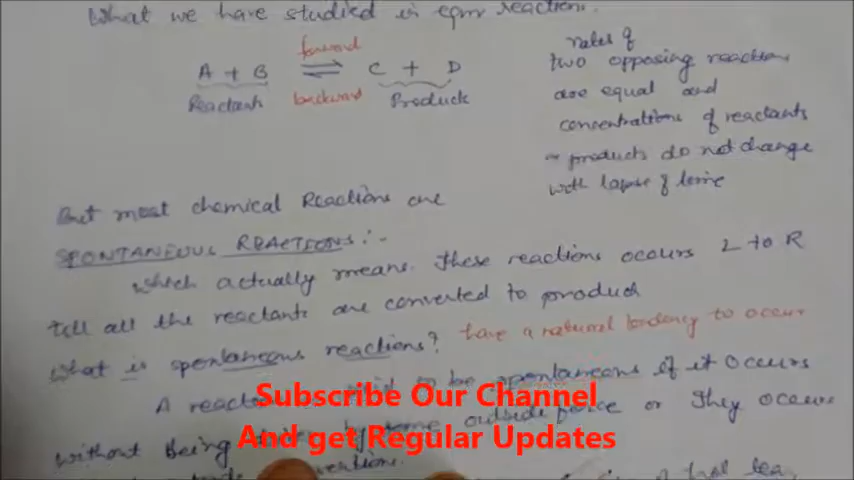 What we have studied in eqm reactions.
forward
A + B ⇌ C + D
Reactants backward Products
rates of
two opposing reactions
are equal and
concentrations of reactants
products do not change
with lapse of time
But most chemical Reactions are
SPONTANEOUS REACTIONS :-
which actually means. These reactions occurs L to R
till all the reactants are converted to product
What is spontaneous reactions? have a natural tendency to occur
A reaction said to be spontaneous if it occurs
without Being by some outside force or They occurs
Subscribe Our Channel
And get Regular Updates